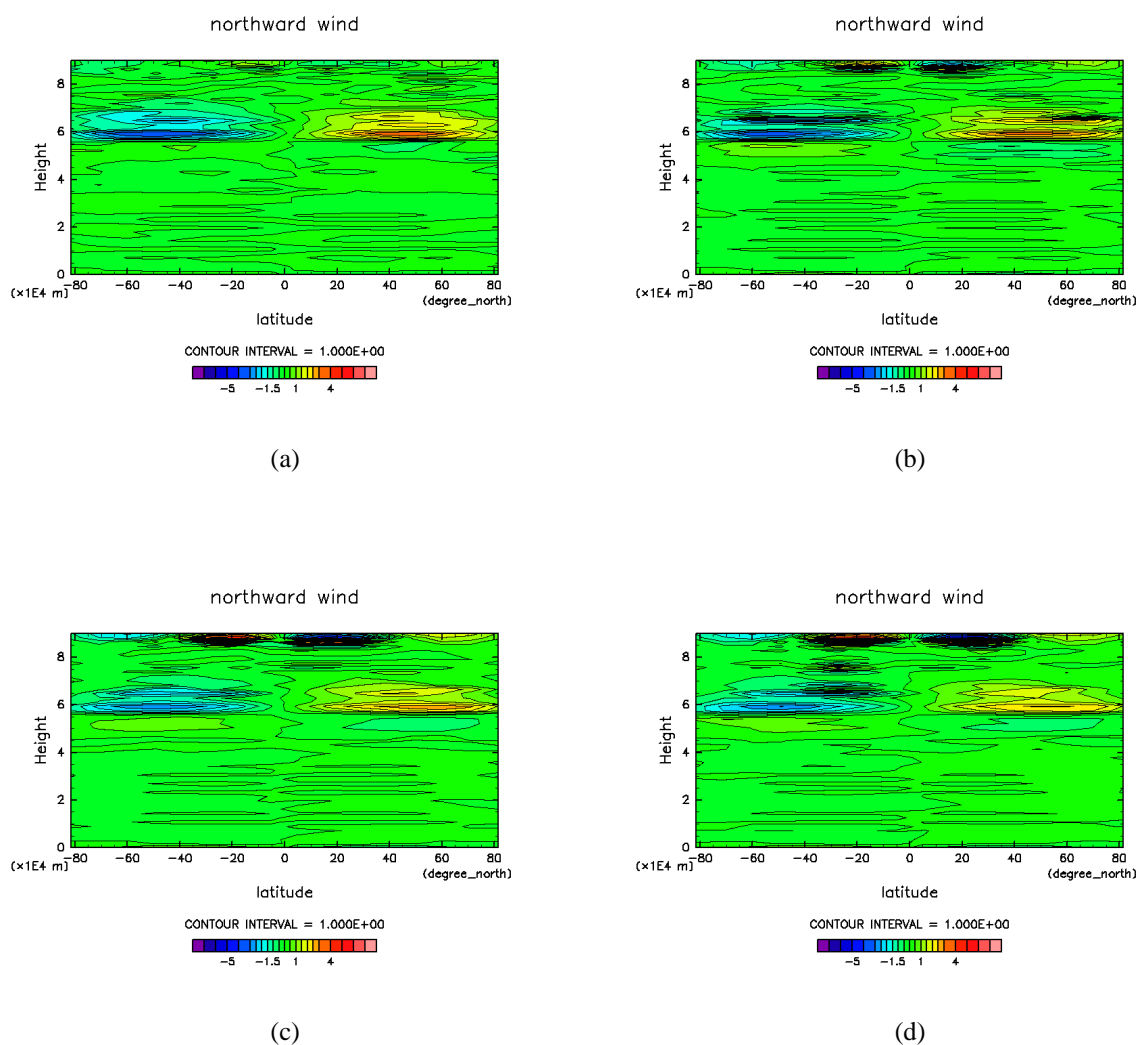 northward wind
8
6
4
2
0
Height
−80 −60 −40 −20 0 20 40 60 80
(×1E4 m) (degree_north)
latitude
CONTOUR INTERVAL = 1.000E+00
−5 −1.5 1 4
(a)
northward wind
8
6
4
2
0
Height
−80 −60 −40 −20 0 20 40 60 80
(×1E4 m) (degree_north)
latitude
CONTOUR INTERVAL = 1.000E+00
−5 −1.5 1 4
(b)
northward wind
8
6
4
2
0
Height
−80 −60 −40 −20 0 20 40 60 80
(×1E4 m) (degree_north)
latitude
CONTOUR INTERVAL = 1.000E+00
−5 −1.5 1 4
(c)
northward wind
8
6
4
2
0
Height
−80 −60 −40 −20 0 20 40 60 80
(×1E4 m) (degree_north)
latitude
CONTOUR INTERVAL = 1.000E+00
−5 −1.5 1 4
(d)